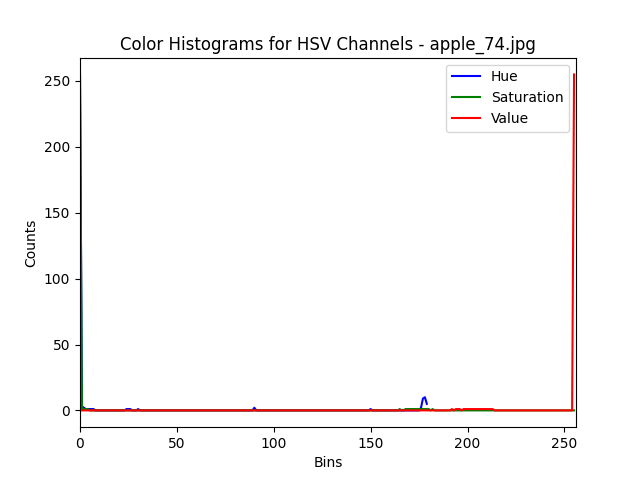 Color Histograms for HSV Channels - apple_74.jpg
Hue
Saturation
Value
Counts
250
200
150
100
50
0
0 50 100 150 200 250
Bins